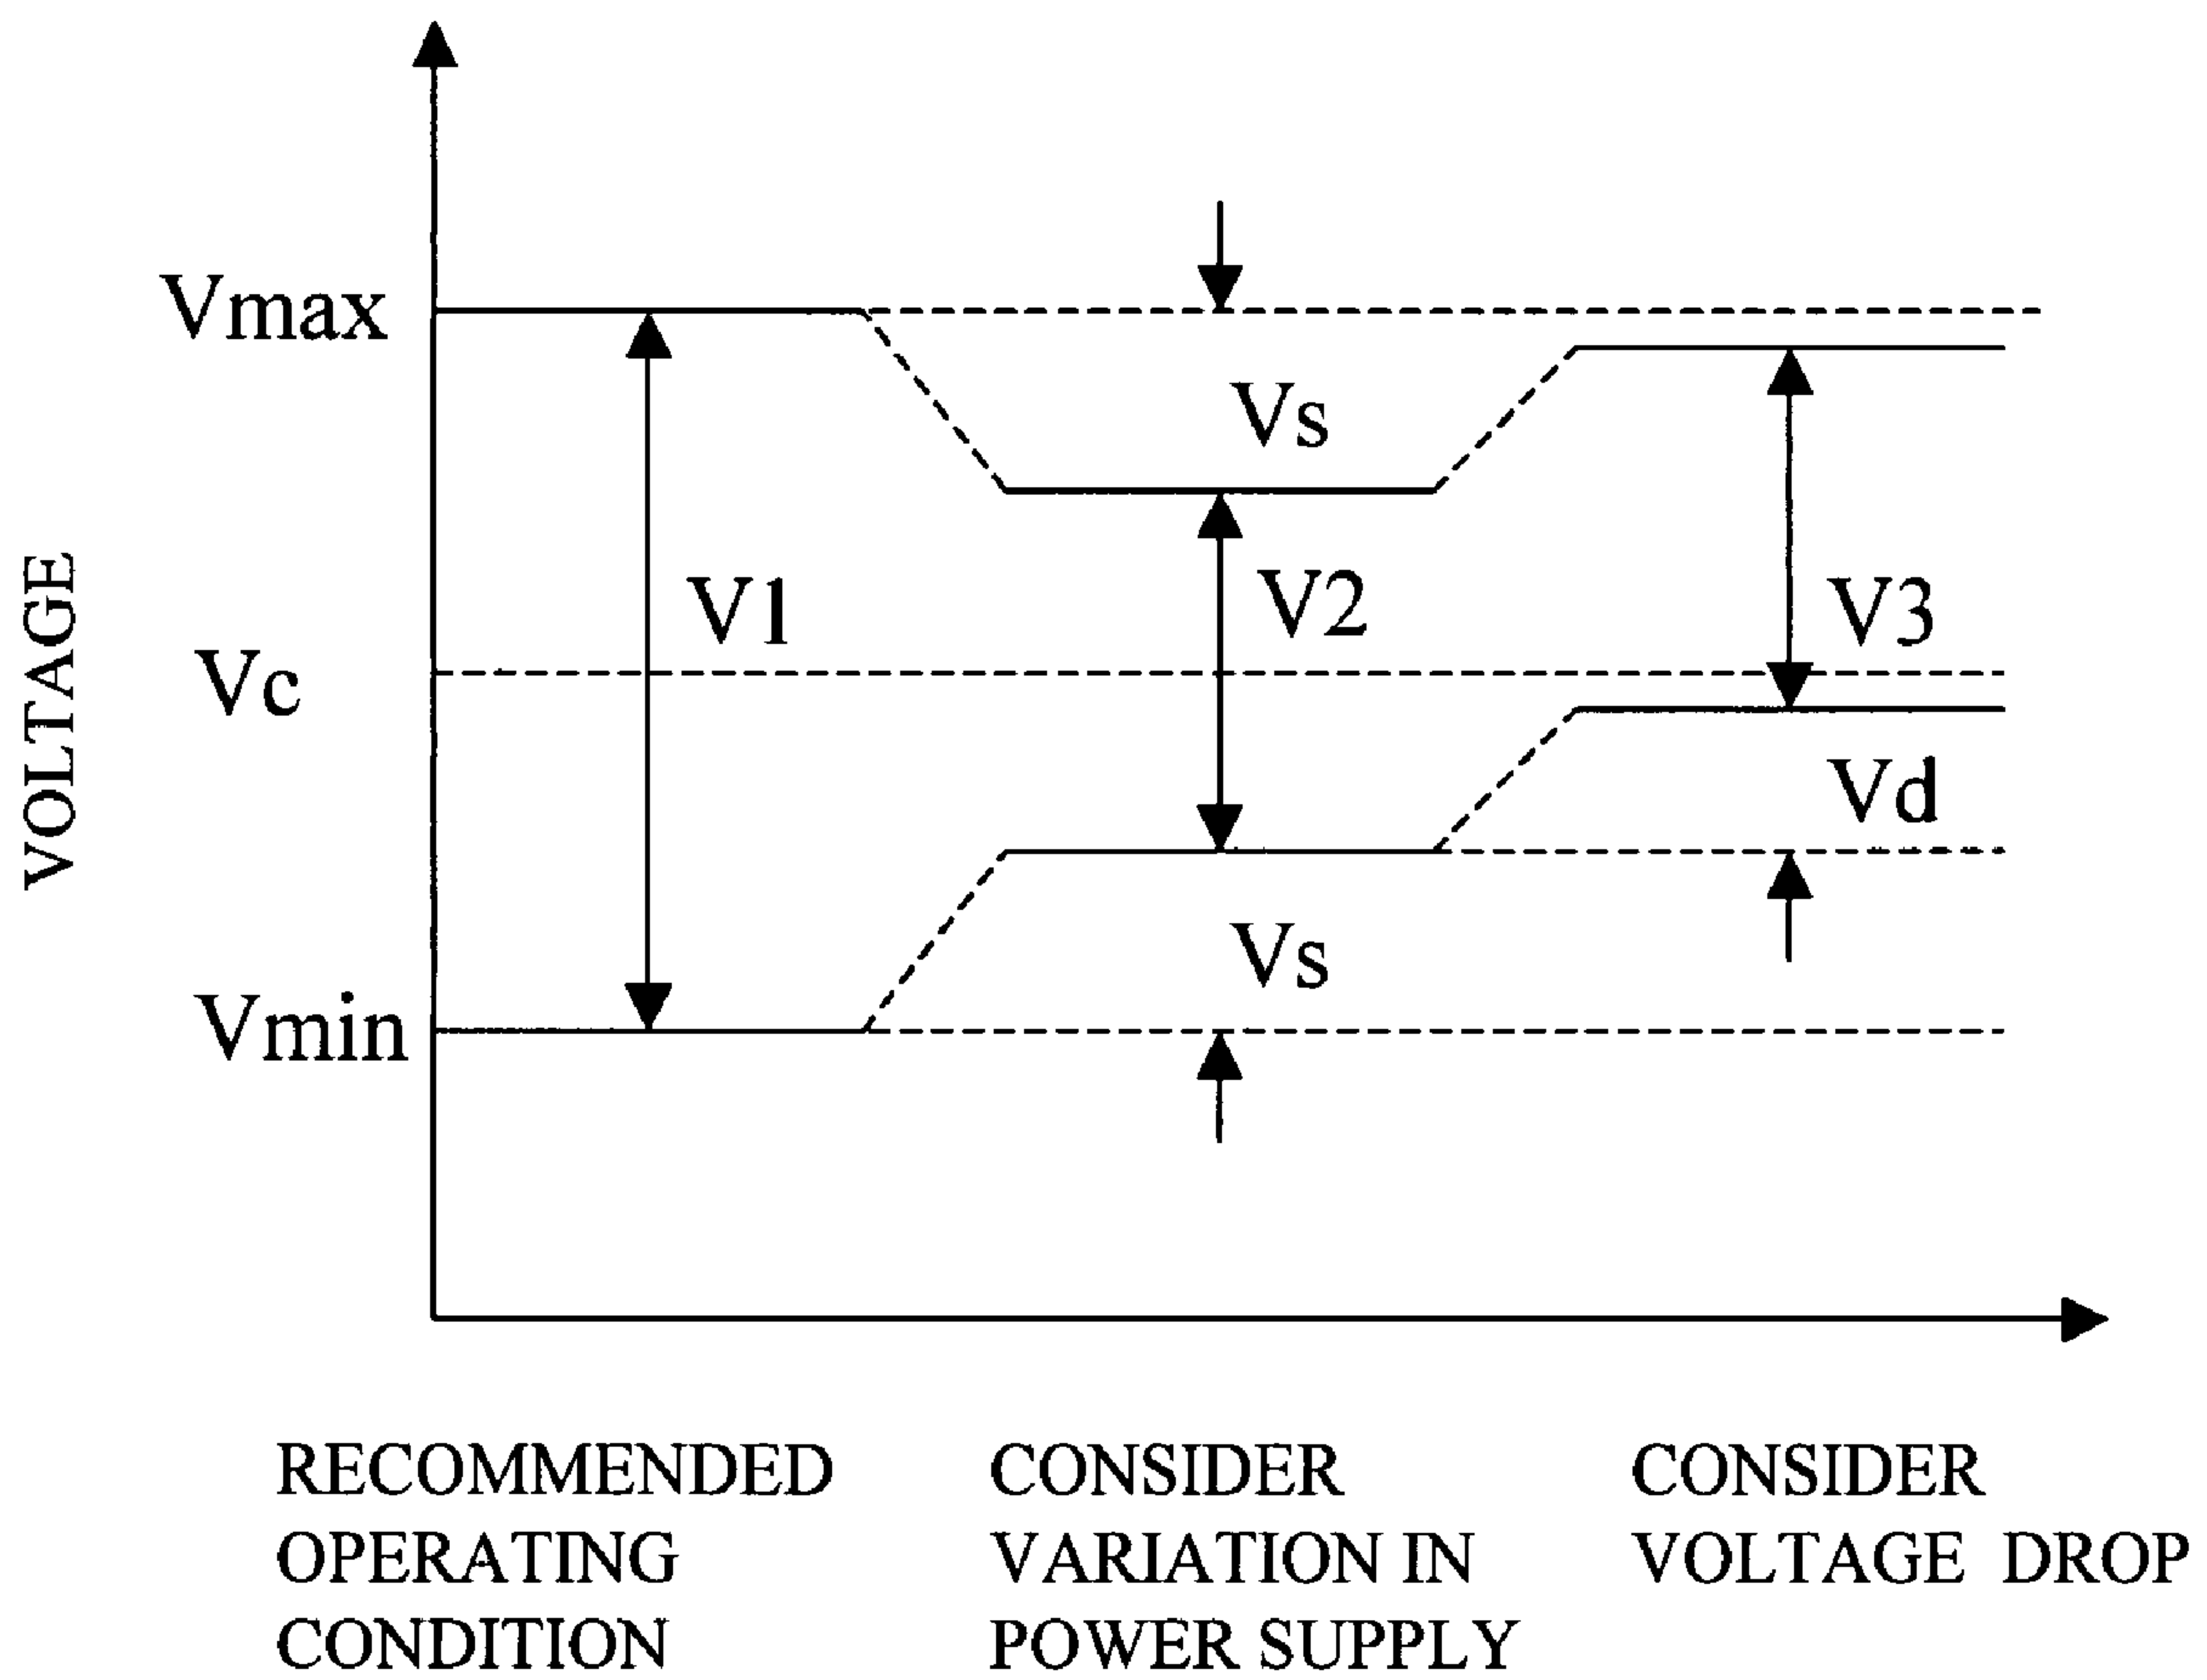 VOLTAGE
Vmax
Vs
V1
V2
V3
Vc
Vd
Vs
Vmin
RECOMMENDED
OPERATING
CONDITION
CONSIDER
VARIATION IN
POWER SUPPLY
CONSIDER
VOLTAGE DROP